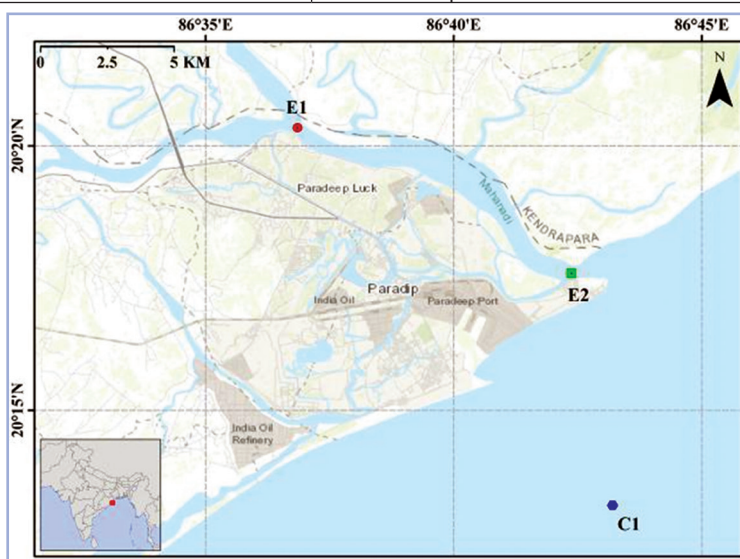 86°35'E 86°40'E 86°45'E
0 2.5 5 KM
N
E1
20°20'N
Paradeep Luck
Mahanadi
KENDRAPARA
Paradip
E2
India Oil
Paradeep Port
20°15'N
India Oil
Refinery
C1